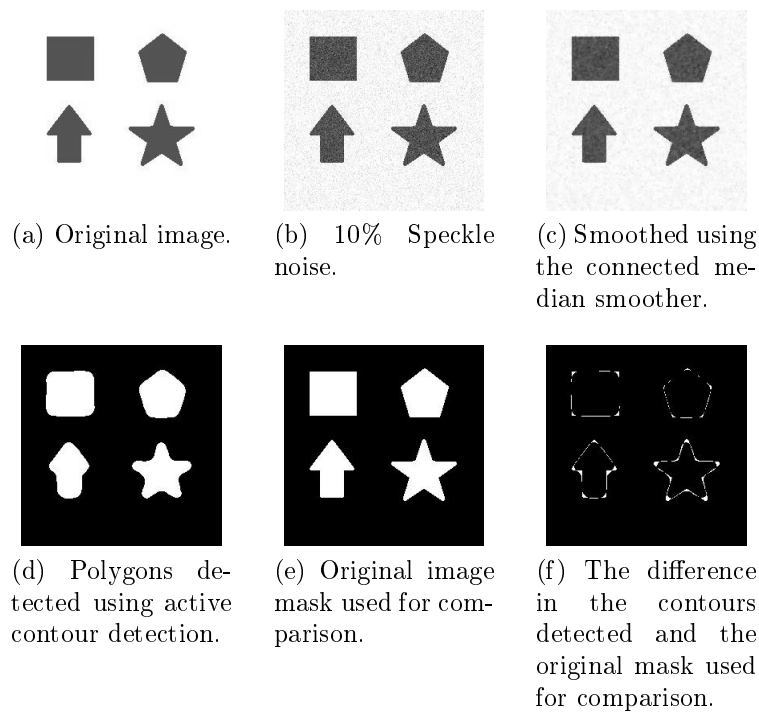 (a) Original image.
(b) 10% Speckle
noise.
(c) Smoothed using
the connected me-
dian smoother.
(d) Polygons de-
tected using active
contour detection.
(e) Original image
mask used for com-
parison.
(f) The difference
in the contours
detected and the
original mask used
for comparison.